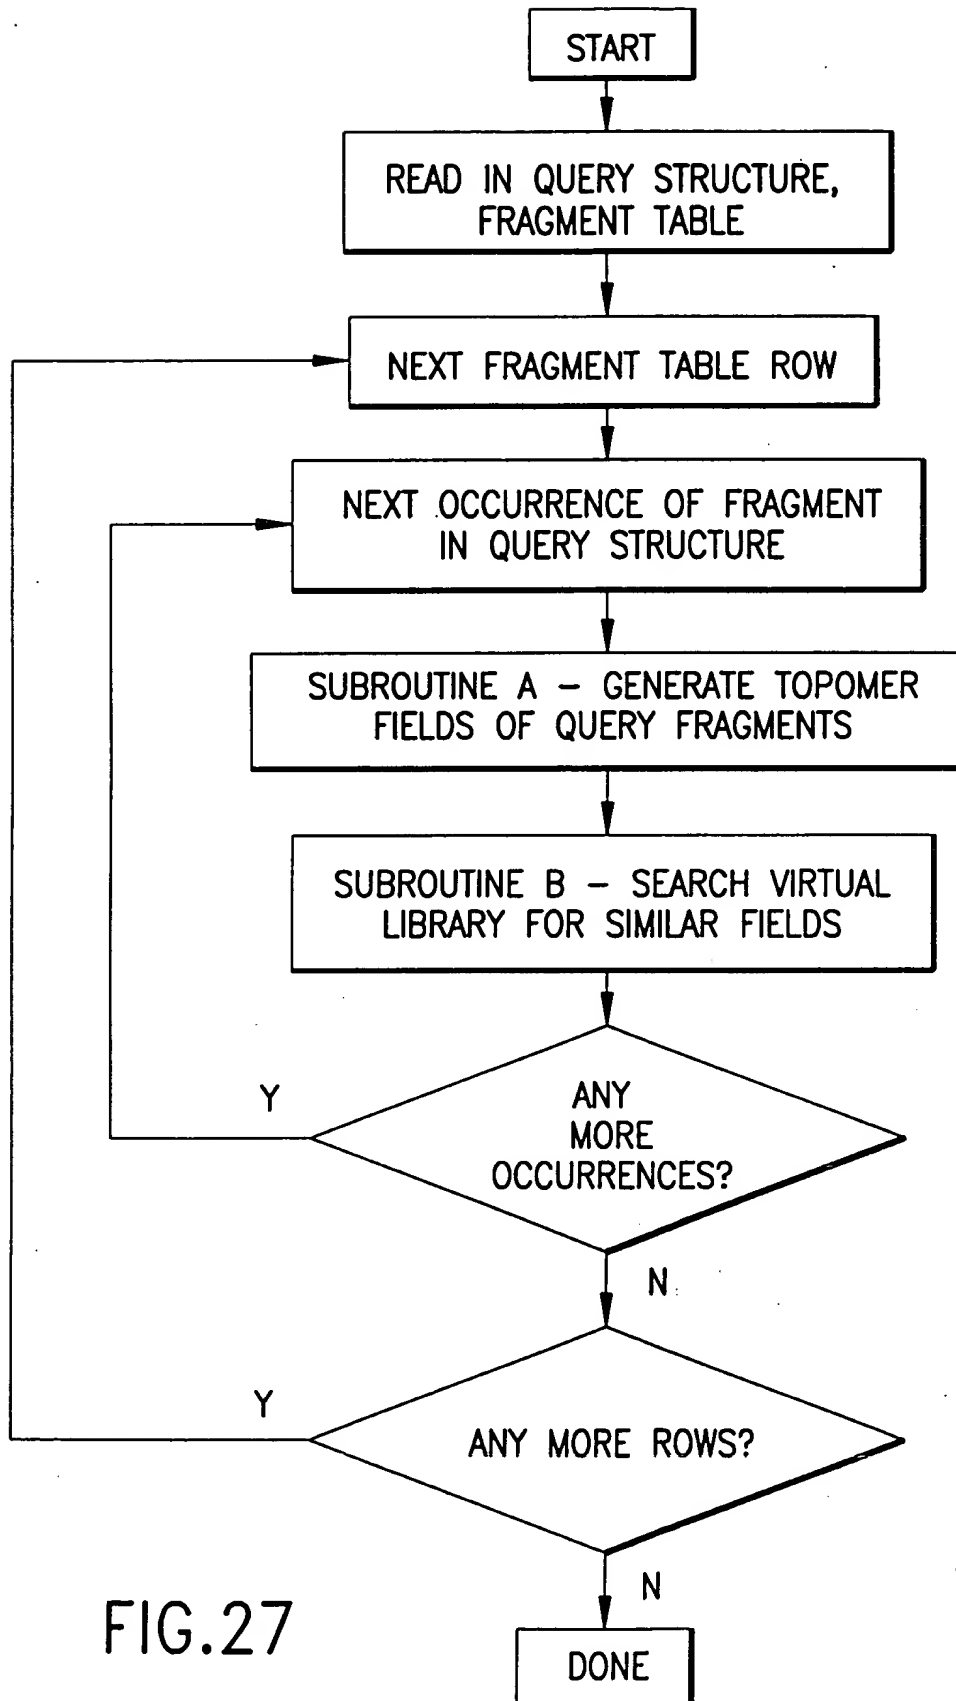 START
READ IN QUERY STRUCTURE,
FRAGMENT TABLE
NEXT FRAGMENT TABLE ROW
NEXT OCCURRENCE OF FRAGMENT
IN QUERY STRUCTURE
SUBROUTINE A – GENERATE TOPOMER
FIELDS OF QUERY FRAGMENTS
SUBROUTINE B – SEARCH VIRTUAL
LIBRARY FOR SIMILAR FIELDS
Y
ANY
MORE
OCCURRENCES?
N
Y
ANY MORE ROWS?
N
DONE
FIG.27